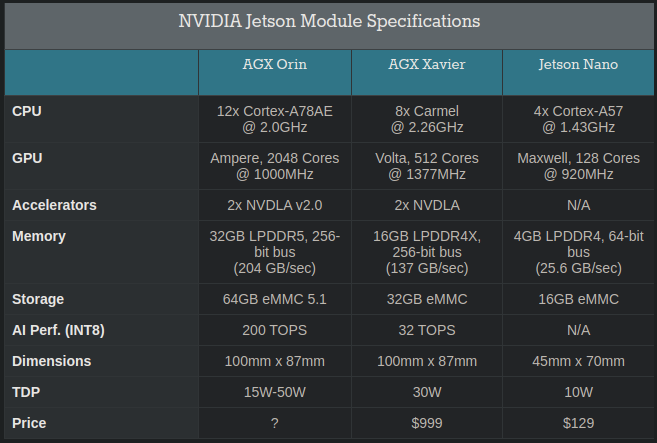 NVIDIA Jetson Module Specifications
AGX Orin AGX Xavier Jetson Nano
CPU 12x Cortex-A78AE @ 2.0GHz 8x Carmel @ 2.26GHz 4x Cortex-A57 @ 1.43GHz
GPU Ampere, 2048 Cores @ 1000MHz Volta, 512 Cores @ 1377MHz Maxwell, 128 Cores @ 920MHz
Accelerators 2x NVDLA v2.0 2x NVDLA N/A
Memory 32GB LPDDR5, 256-bit bus (204 GB/sec) 16GB LPDDR4X, 256-bit bus (137 GB/sec) 4GB LPDDR4, 64-bit bus (25.6 GB/sec)
Storage 64GB eMMC 5.1 32GB eMMC 16GB eMMC
AI Perf. (INT8) 200 TOPS 32 TOPS N/A
Dimensions 100mm x 87mm 100mm x 87mm 45mm x 70mm
TDP 15W-50W 30W 10W
Price ? $999 $129